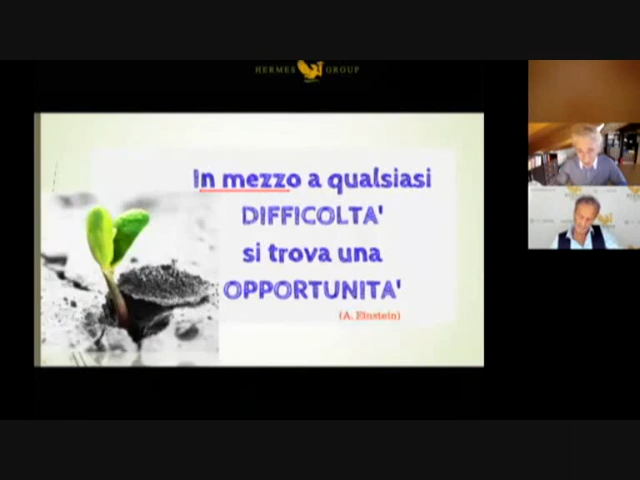 HERMES GROUP
In mezzo a qualsiasi
DIFFICOLTA'
si trova una
OPPORTUNITA'
(A. Einstein)